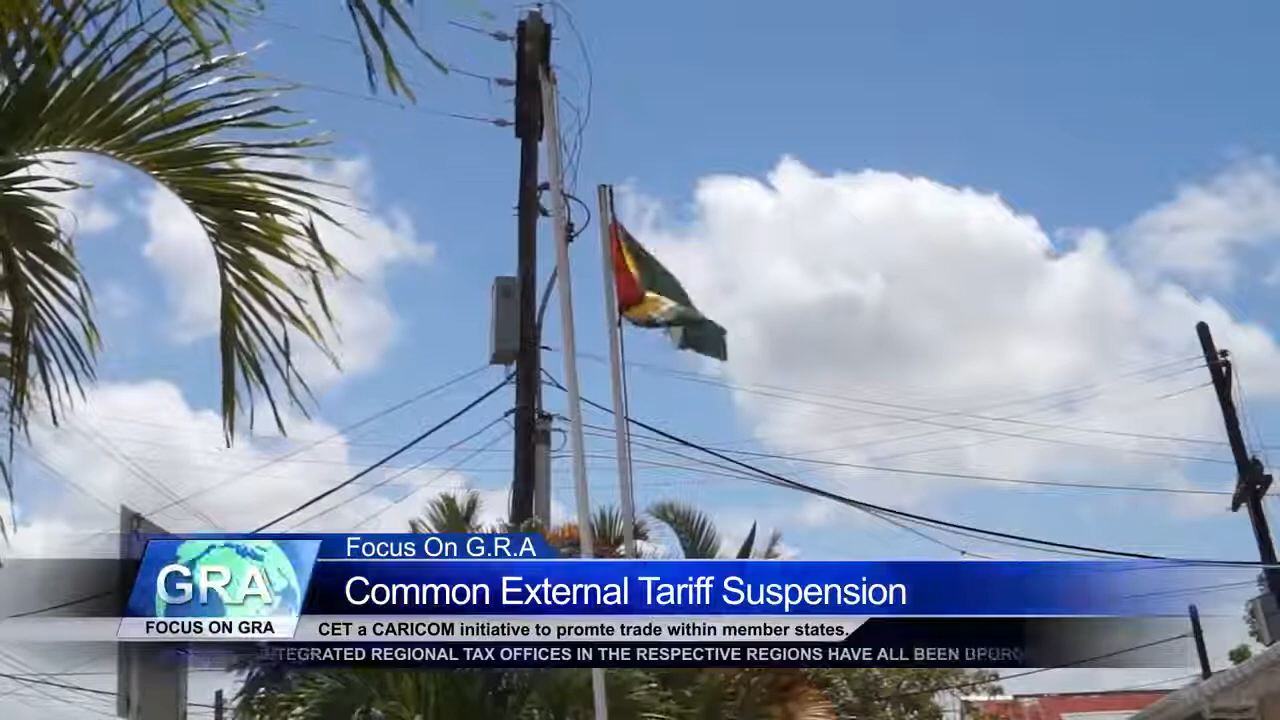 Focus On G.R.A
GRA
Common External Tariff Suspension
FOCUS ON GRA
CET a CARICOM initiative to promte trade within member states.
REGIONAL TAX OFFICES IN THE RESPECTIVE REGIONS HAVE ALL BEEN